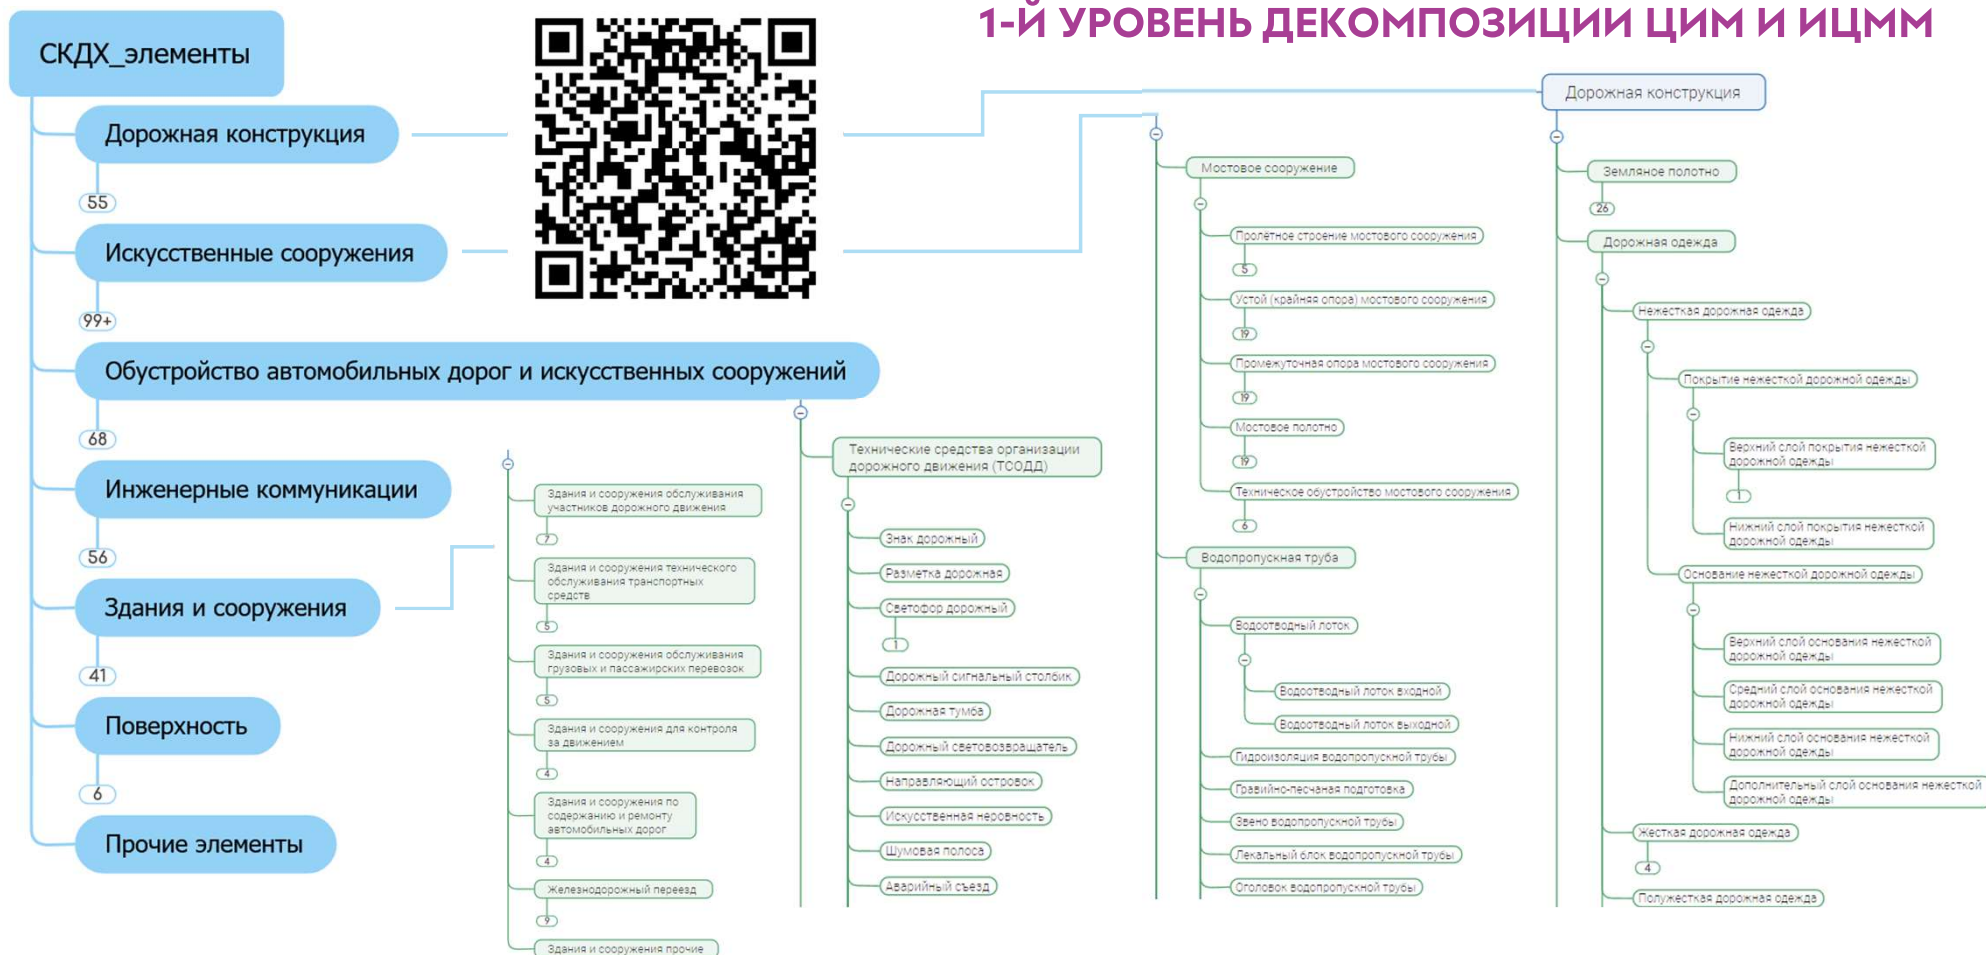 1-Й УРОВЕНЬ ДЕКОМПОЗИЦИИ ЦИМ И ИЦММ
СКДХ_элементы
Дорожная конструкция
55
Искусственные сооружения
99+
Обустройство автомобильных дорог и искусственных сооружений
68
Инженерные коммуникации
56
Здания и сооружения
41
Поверхность
6
Прочие элементы
Здания и сооружения обслуживания
участников дорожного движения
7
Здания и сооружения технического
обслуживания транспортных
средств
5
Здания и сооружения обслуживания
грузовых и пассажирских перевозок
5
Здания и сооружения для контроля
за движением
4
Здания и сооружения по
содержанию и ремонту
автомобильных дорог
4
Железнодорожный переезд
9
Здания и сооружения прочие
Технические средства организации
дорожного движения (ТСОДД)
Знак дорожный
Разметка дорожная
Светофор дорожный
1
Дорожный сигнальный столбик
Дорожная тумба
Дорожный световозвращатель
Направляющий островок
Искусственная неровность
Шумовая полоса
Аварийный съезд
Мостовое сооружение
Пролётное строение мостового сооружения
5
Устой (крайняя опора) мостового сооружения
19
Промежуточная опора мостового сооружения
19
Мостовое полотно
19
Техническое обустройство мостового сооружения
6
Водопропускная труба
Водоотводный лоток
Водоотводный лоток входной
Водоотводный лоток выходной
Гидроизоляция водопропускной трубы
Гравийно-песчаная подготовка
Звено водопропускной трубы
Лекальный блок водопропускной трубы
Оголовок водопропускной трубы
Дорожная конструкция
Земляное полотно
26
Дорожная одежда
Нежесткая дорожная одежда
Покрытие нежесткой дорожной одежды
Верхний слой покрытия нежесткой
дорожной одежды
1
Нижний слой покрытия нежесткой
дорожной одежды
Основание нежесткой дорожной одежды
Верхний слой основания нежесткой
дорожной одежды
Средний слой основания нежесткой
дорожной одежды
Нижний слой основания нежесткой
дорожной одежды
Дополнительный слой основания нежесткой
дорожной одежды
Жесткая дорожная одежда
4
Полужесткая дорожная одежда